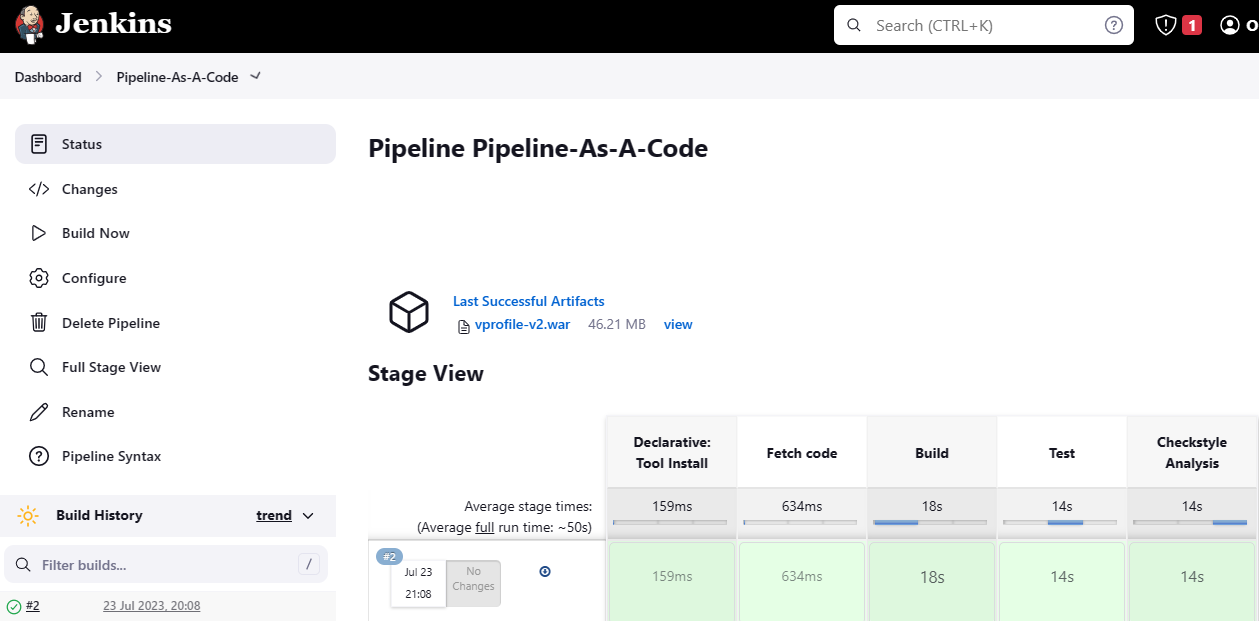 Jenkins
Search (CTRL+K)
1
Dashboard
Pipeline-As-A-Code
Status
Changes
Build Now
Configure
Delete Pipeline
Full Stage View
Rename
Pipeline Syntax
Build History
trend
Filter builds...
/
#2
23 Jul 2023, 20:08
Pipeline Pipeline-As-A-Code
Last Successful Artifacts
vprofile-v2.war 46.21 MB view
Stage View
Declarative:
Tool Install
Fetch code
Build
Test
Checkstyle
Analysis
Average stage times:
(Average full run time: ~50s)
159ms
634ms
18s
14s
14s
#2
Jul 23
21:08
No
Changes
159ms
634ms
18s
14s
14s